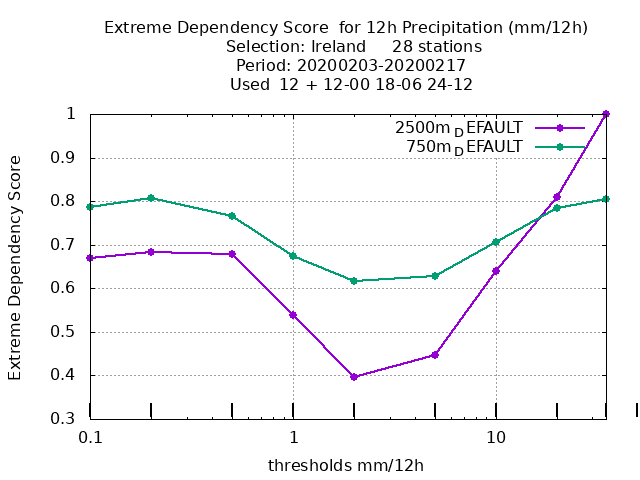 Extreme Dependency Score  for 12h Precipitation (mm/12h)
Selection: Ireland     28 stations
Period: 20200203-20200217
Used  12 + 12-00 18-06 24-12
2500m_DEFAULT
750m_DEFAULT
Extreme Dependency Score
1
0.9
0.8
0.7
0.6
0.5
0.4
0.3
0.1 1 10
thresholds mm/12h